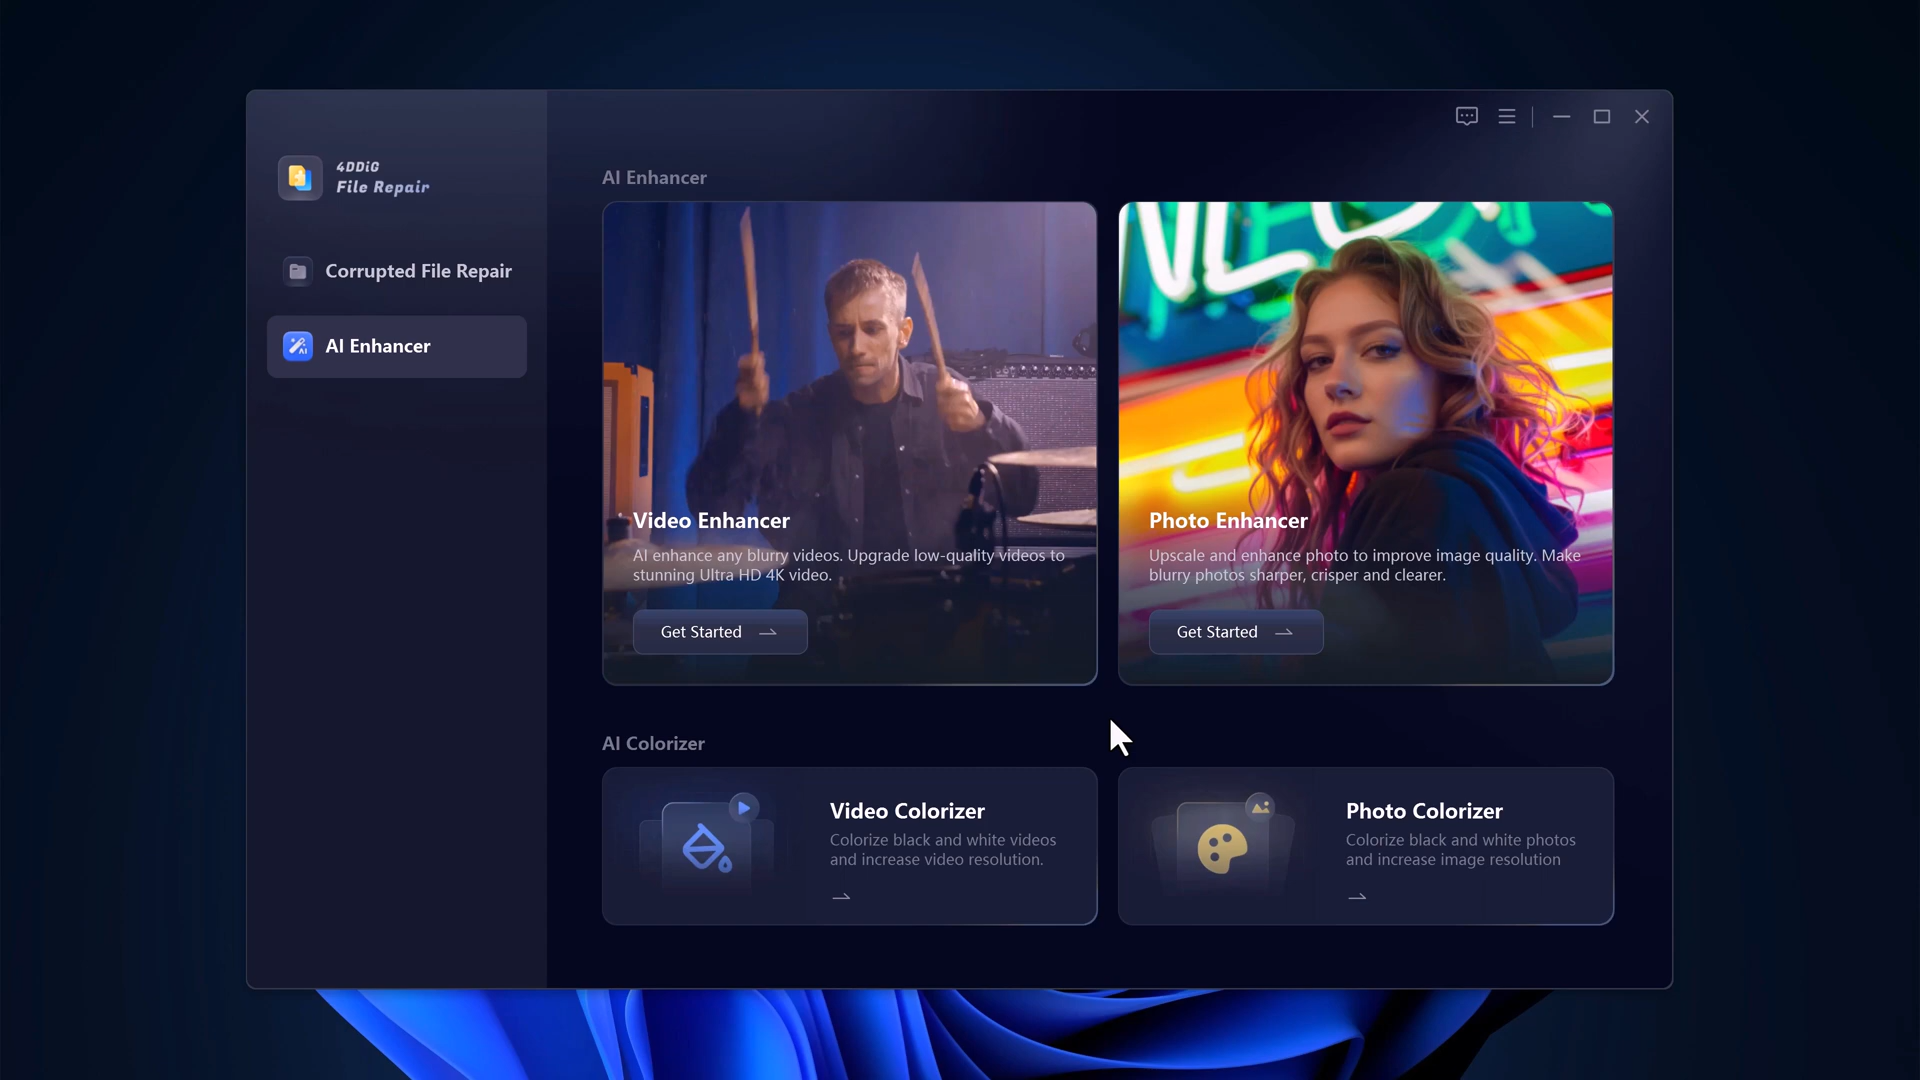 4DDiG
File Repair
Corrupted File Repair
AI Enhancer
AI Enhancer
Video Enhancer
AI enhance any blurry videos. Upgrade low-quality videos to
stunning Ultra HD 4K video.
Get Started
Photo Enhancer
Upscale and enhance photo to improve image quality. Make
blurry photos sharper, crisper and clearer.
Get Started
AI Colorizer
Video Colorizer
Colorize black and white videos
and increase video resolution.
Photo Colorizer
Colorize black and white photos
and increase image resolution